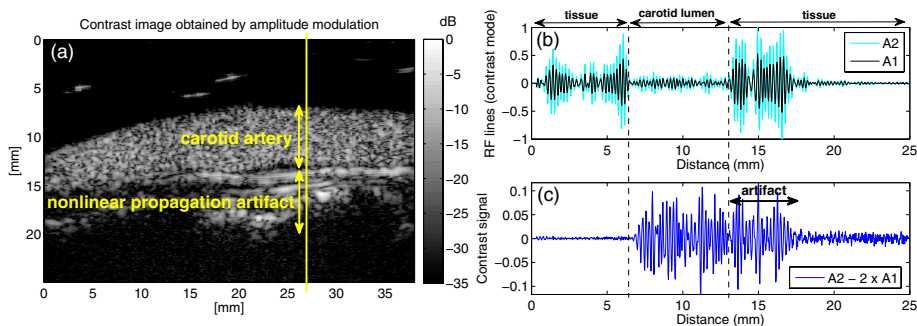 Contrast image obtained by amplitude modulation
dB
(a)
0
5
10
15
20
[mm]
carotid artery
nonlinear propagation artifact
0
5
10
15
20
25
30
35
[mm]
0
−5
−10
−15
−20
−25
−30
−35
tissue
carotid lumen
tissue
(b)
A2
A1
RF lines (contrast mode)
1
0.5
0
−0.5
−1
0
5
10
15
20
25
Distance (mm)
(c)
artifact
Contrast signal
0.1
0.05
0
−0.05
−0.1
A2 − 2 x A1
0
5
10
15
20
25
Distance (mm)